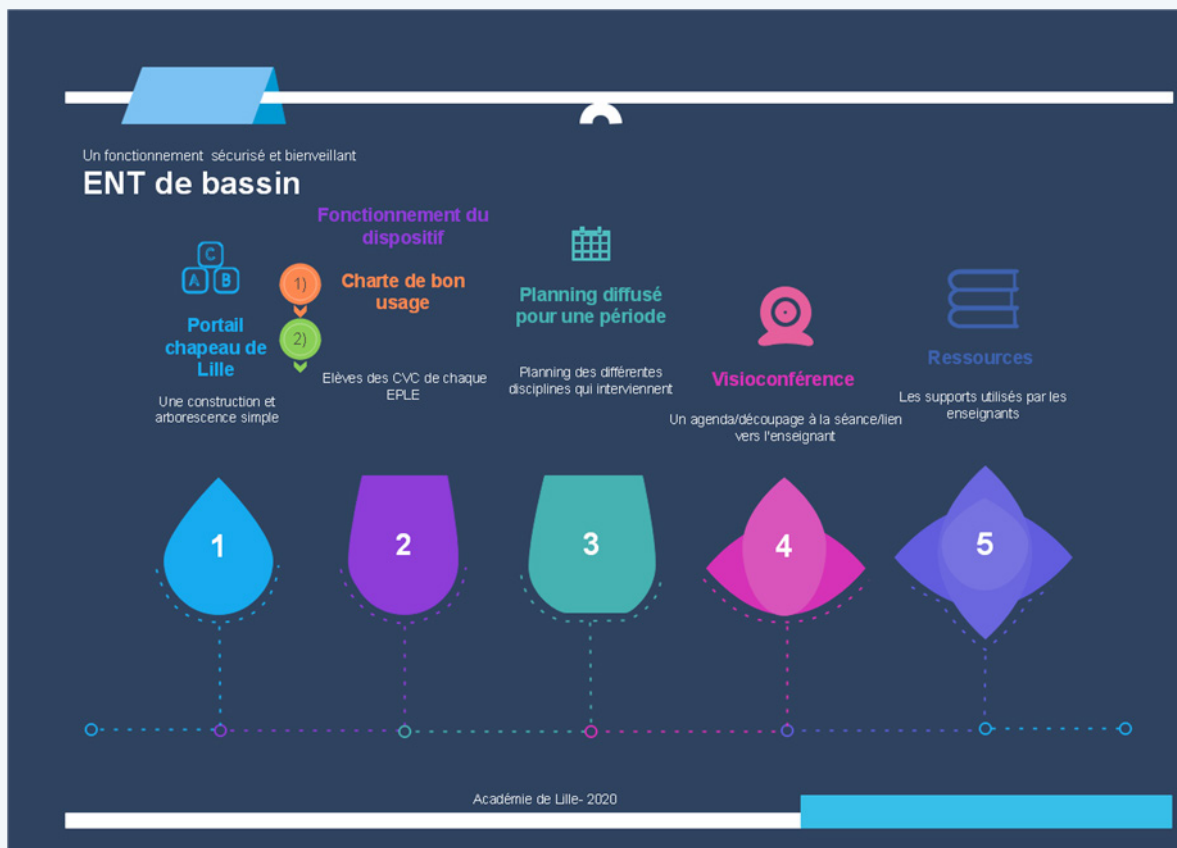 Un fonctionnement sécurisé et bienveillant
ENT de bassin
C
A B
Portail
chapeau de
Lille
Une construction et
arborescence simple
Fonctionnement du
dispositif
1)
2)
Charte de bon
usage
Elèves des CVC de chaque
EPLE
Planning diffusé
pour une période
Planning des différentes
disciplines qui interviennent
Visioconférence
Un agenda/découpage à la séance/lien
vers l'enseignant
Ressources
Les supports utilisés par les
enseignants
1
2
3
4
5
Académie de Lille- 2020